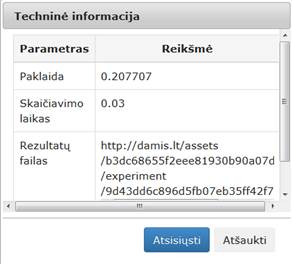 Techninė informacija
Parametras Reikšmė
Paklaida 0.207707
Skaičiavimo 0.03
laikas
Rezultatų http://damis.lt/assets
failas /b3dc68655f2eee81930b90a07d
/experiment
/9d43dd6c896d5fb07eb35ff42f7
Atsisiųsti Atšaukti